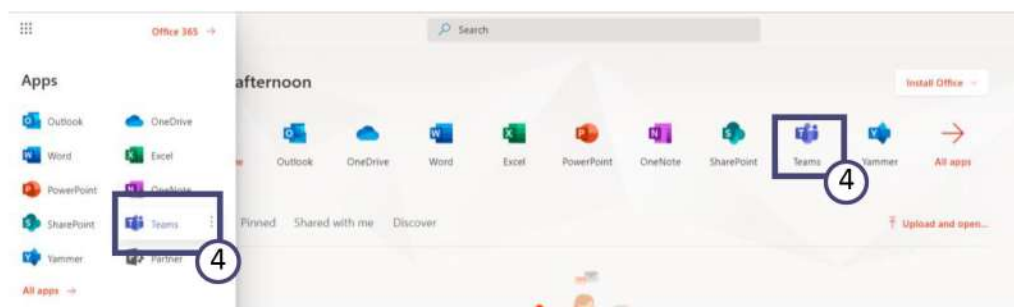 Office 365 →
Search
Apps
afternoon
Install Office
Outlook OneDrive
Word Excel
PowerPoint OneNote
SharePoint Teams
Yammer Partner
All apps →
Outlook OneDrive Word Excel PowerPoint OneNote SharePoint Teams Yammer All apps
4
Pinned Shared with me Discover
Upload and open...
4